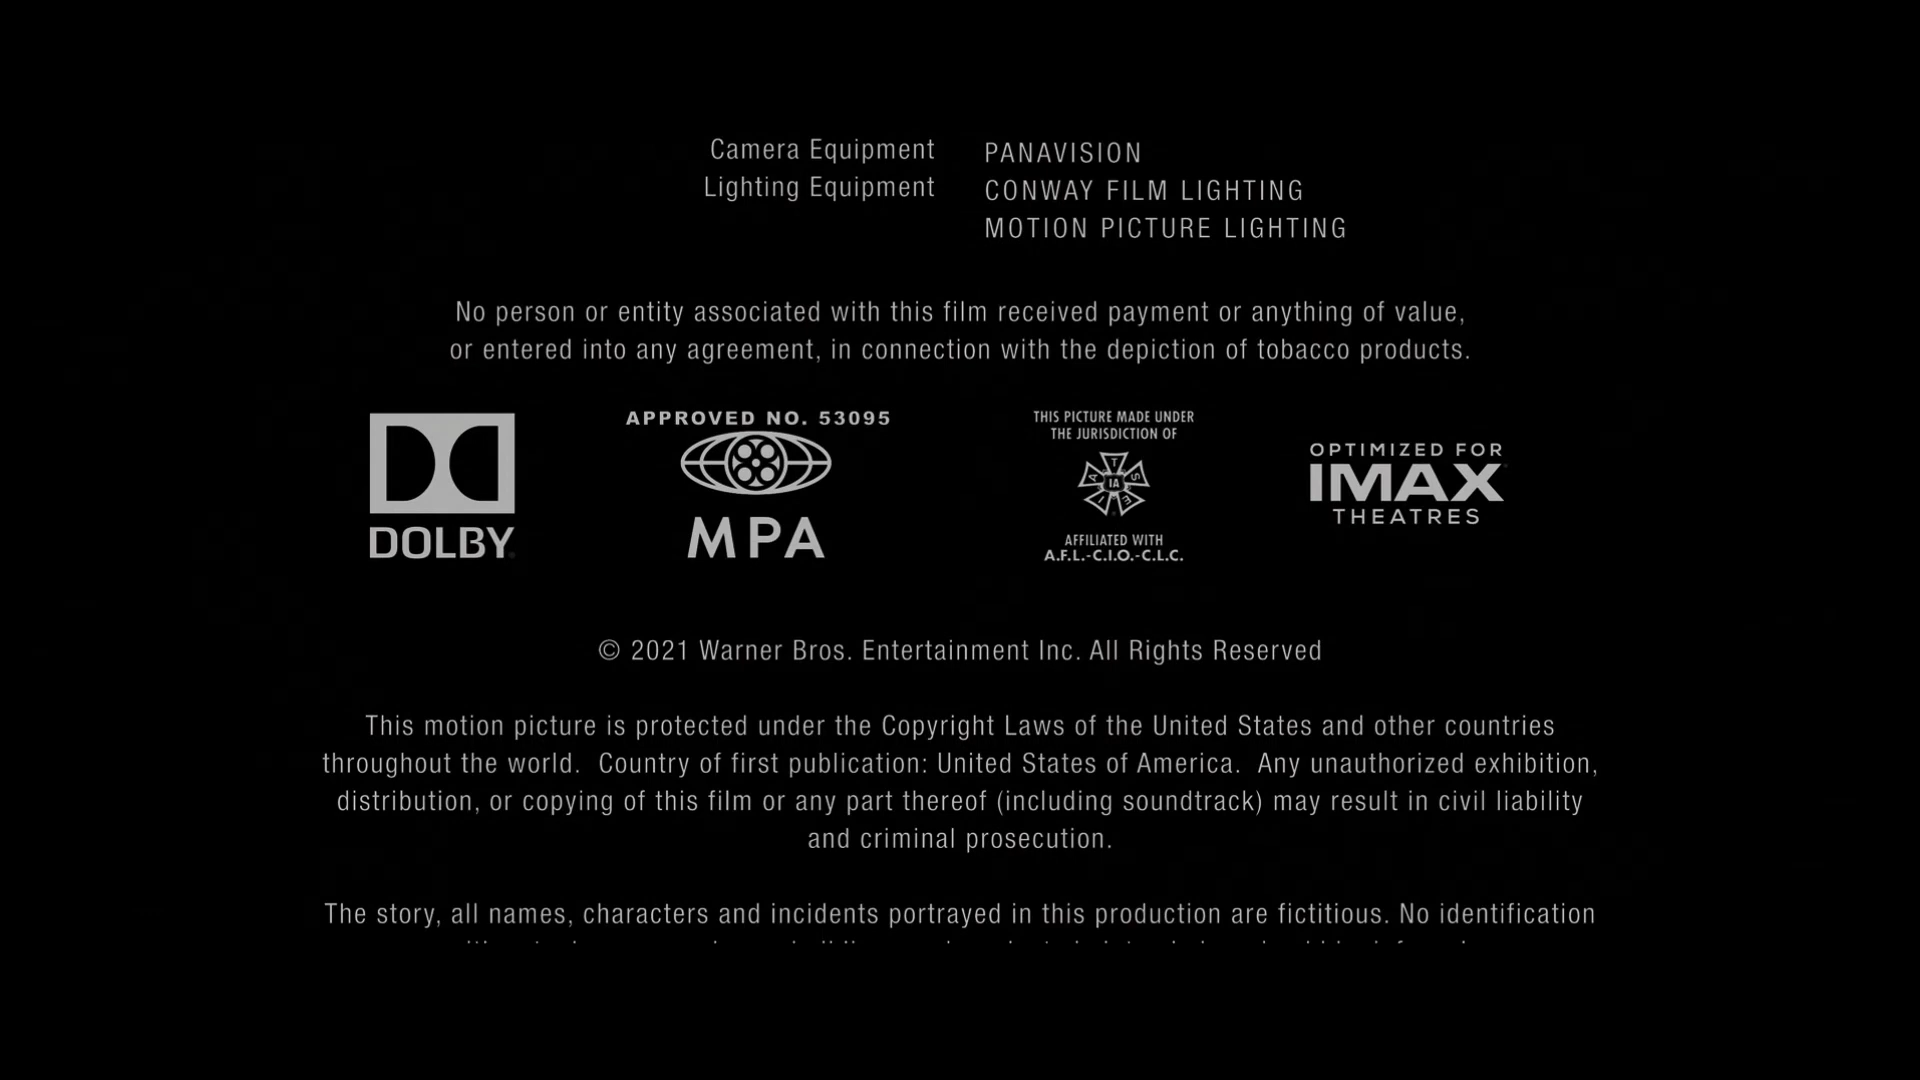 Camera Equipment PANAVISION
Lighting Equipment CONWAY FILM LIGHTING
MOTION PICTURE LIGHTING
No person or entity associated with this film received payment or anything of value,
or entered into any agreement, in connection with the depiction of tobacco products.
DOLBY
APPROVED NO. 53095
MPA
THIS PICTURE MADE UNDER
THE JURISDICTION OF
I A T S E
IA
AFFILIATED WITH
A.F.L.-C.I.O.-C.L.C.
OPTIMIZED FOR
IMAX
THEATRES
© 2021 Warner Bros. Entertainment Inc. All Rights Reserved
This motion picture is protected under the Copyright Laws of the United States and other countries
throughout the world. Country of first publication: United States of America. Any unauthorized exhibition,
distribution, or copying of this film or any part thereof (including soundtrack) may result in civil liability
and criminal prosecution.
The story, all names, characters and incidents portrayed in this production are fictitious. No identification